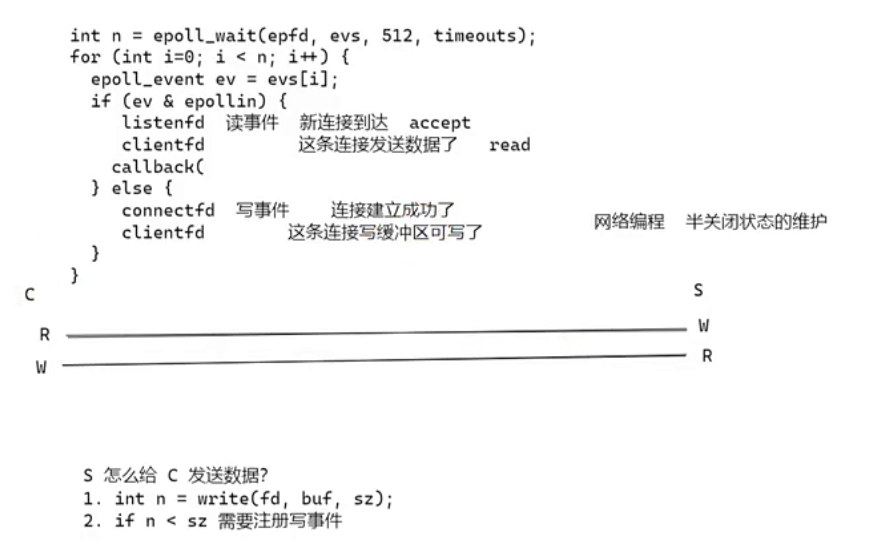 int n = epoll_wait(epfd, evs, 512, timeouts);
for (int i=0; i < n; i++) {
epoll_event ev = evs[i];
if (ev & epollin) {
listenfd 读事件 新连接到达 accept
clientfd 这条连接发送数据了 read
callback(
} else {
connectfd 写事件 连接建立成功了
clientfd 这条连接写缓冲区可写了
网络编程 半关闭状态的维护
}
}
C S
R W
W R
S 怎么给 C 发送数据?
1. int n = write(fd, buf, sz);
2. if n < sz 需要注册写事件